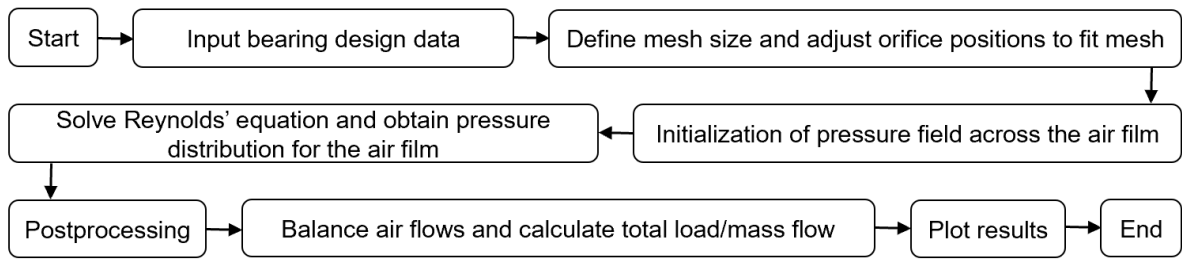 Start
Input bearing design data
Define mesh size and adjust orifice positions to fit mesh
Initialization of pressure field across the air film
Solve Reynolds’ equation and obtain pressure
distribution for the air film
Postprocessing
Balance air flows and calculate total load/mass flow
Plot results
End